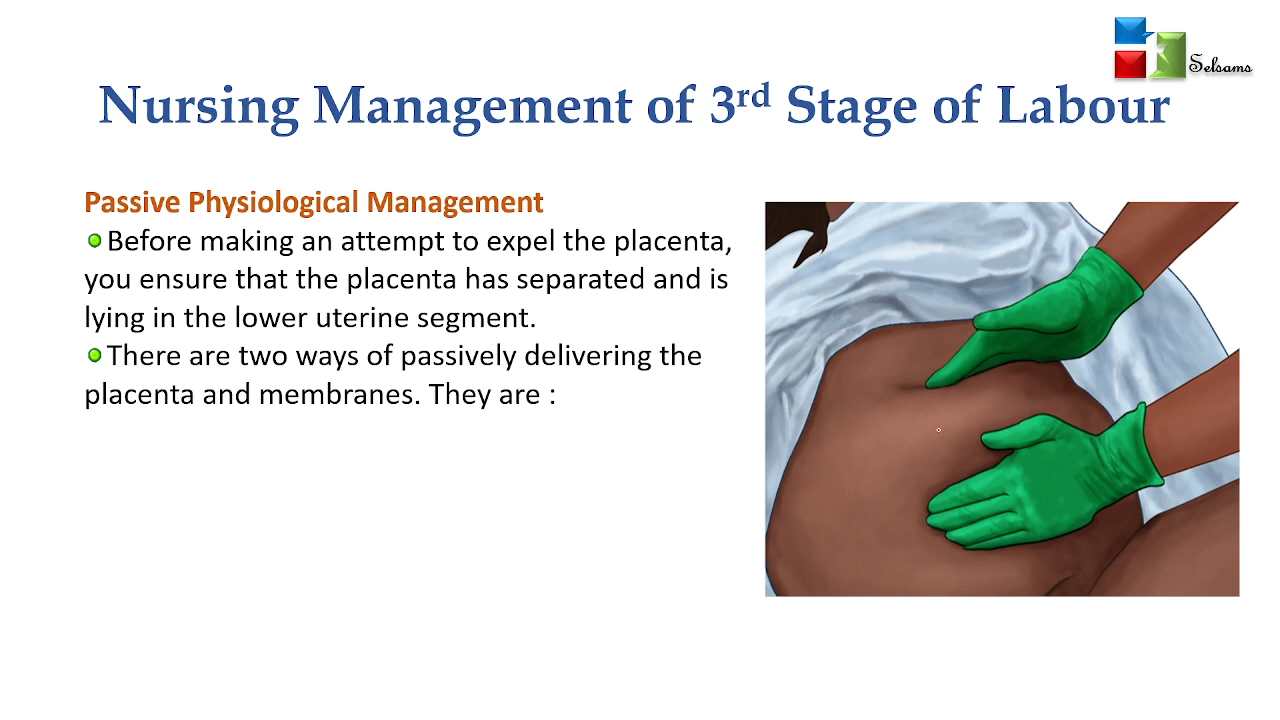 Selsams
Nursing Management of 3rd Stage of Labour
Passive Physiological Management
Before making an attempt to expel the placenta,
you ensure that the placenta has separated and is
lying in the lower uterine segment.
There are two ways of passively delivering the
placenta and membranes. They are :